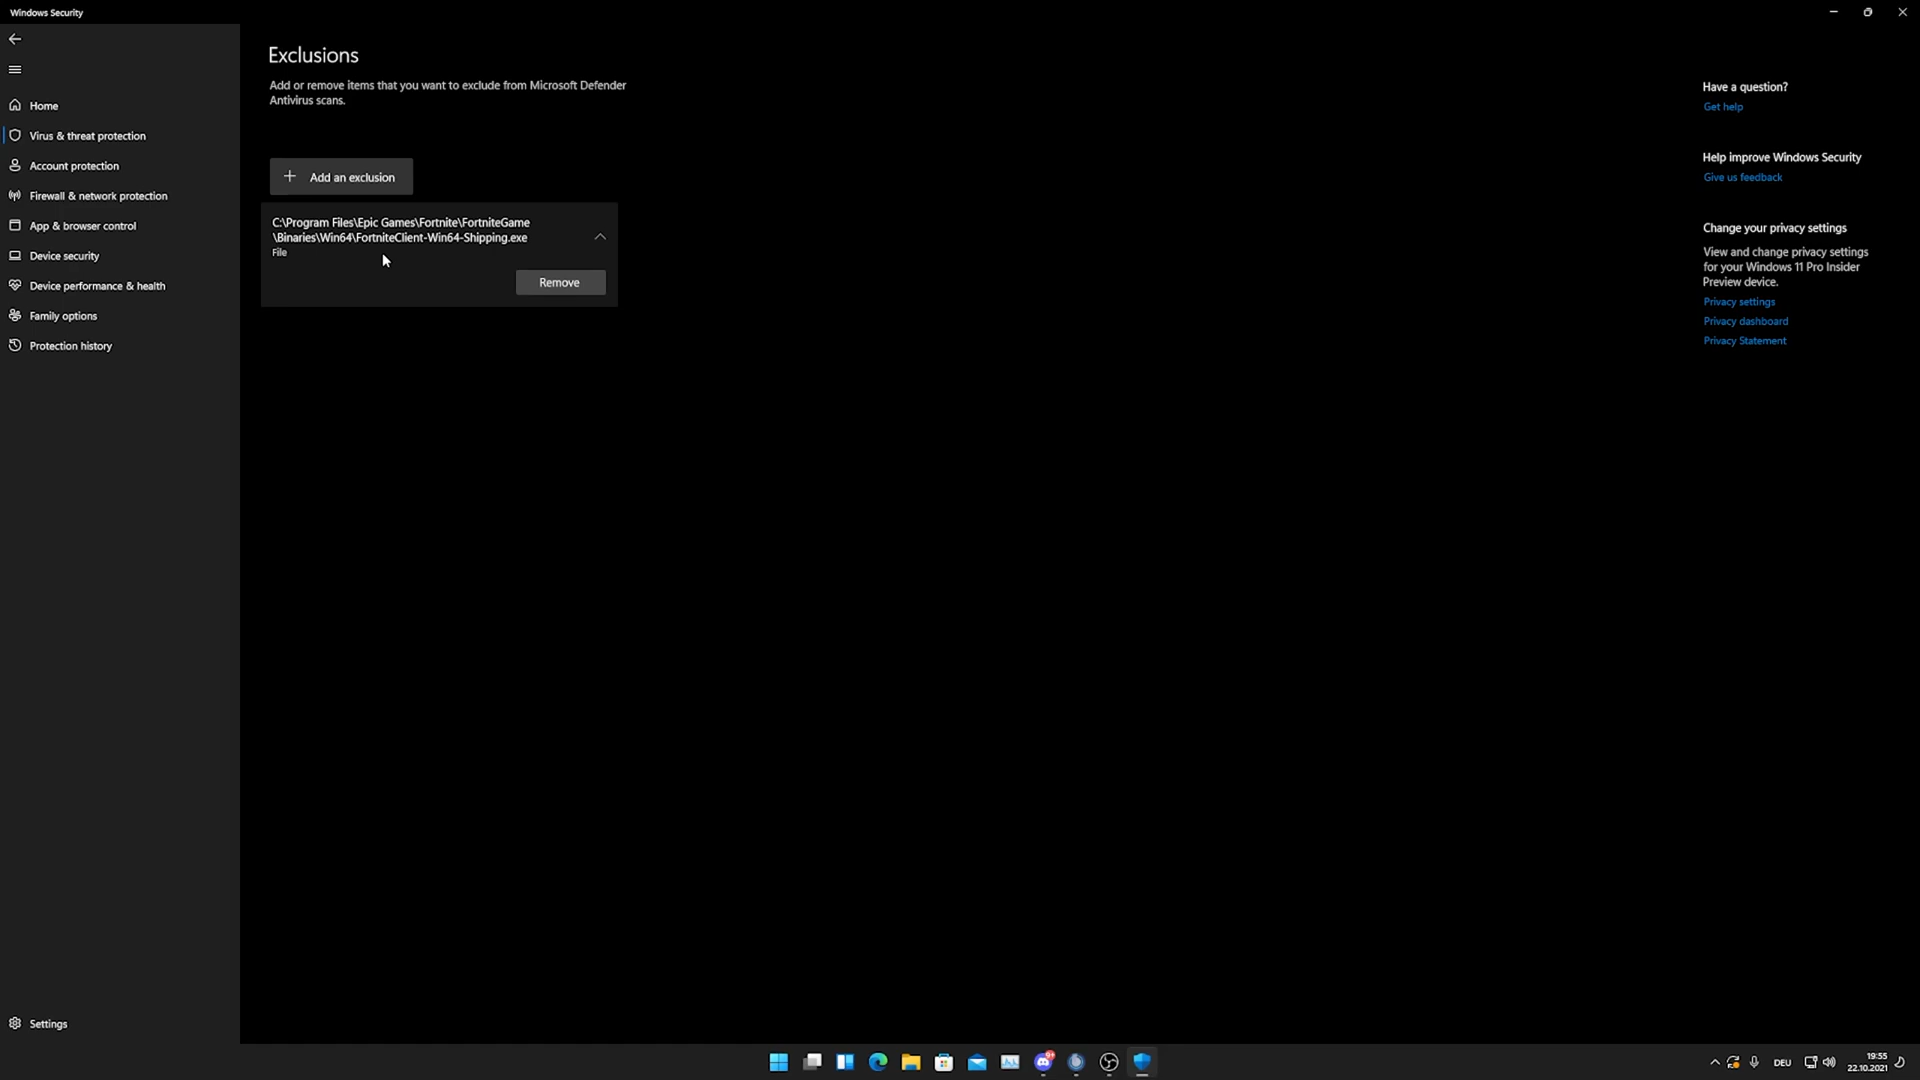 Windows Security
Home
Virus & threat protection
Account protection
Firewall & network protection
App & browser control
Device security
Device performance & health
Family options
Protection history
Settings
Exclusions
Add or remove items that you want to exclude from Microsoft Defender
Antivirus scans.
Add an exclusion
C:\Program Files\Epic Games\Fortnite\FortniteGame
\Binaries\Win64\FortniteClient-Win64-Shipping.exe
File
Remove
Have a question?
Get help
Help improve Windows Security
Give us feedback
Change your privacy settings
View and change privacy settings
for your Windows 11 Pro Insider
Preview device.
Privacy settings
Privacy dashboard
Privacy Statement
DEU
19:55
22.10.2021